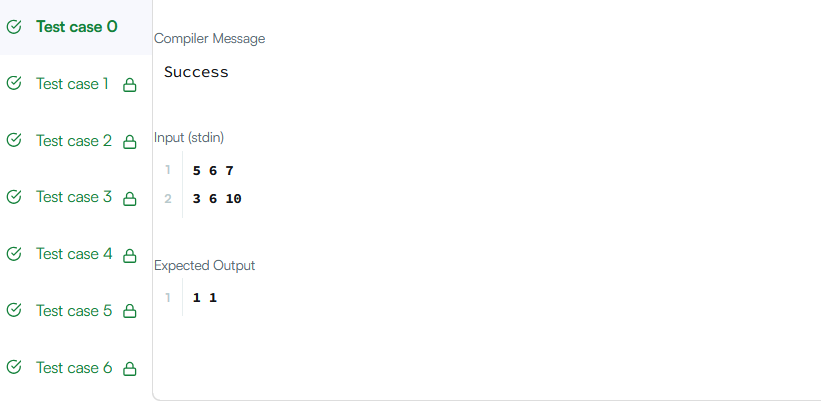 Test case 0
Test case 1
Test case 2
Test case 3
Test case 4
Test case 5
Test case 6
Compiler Message
Success
Input (stdin)
1 5 6 7
2 3 6 10
Expected Output
1 1 1